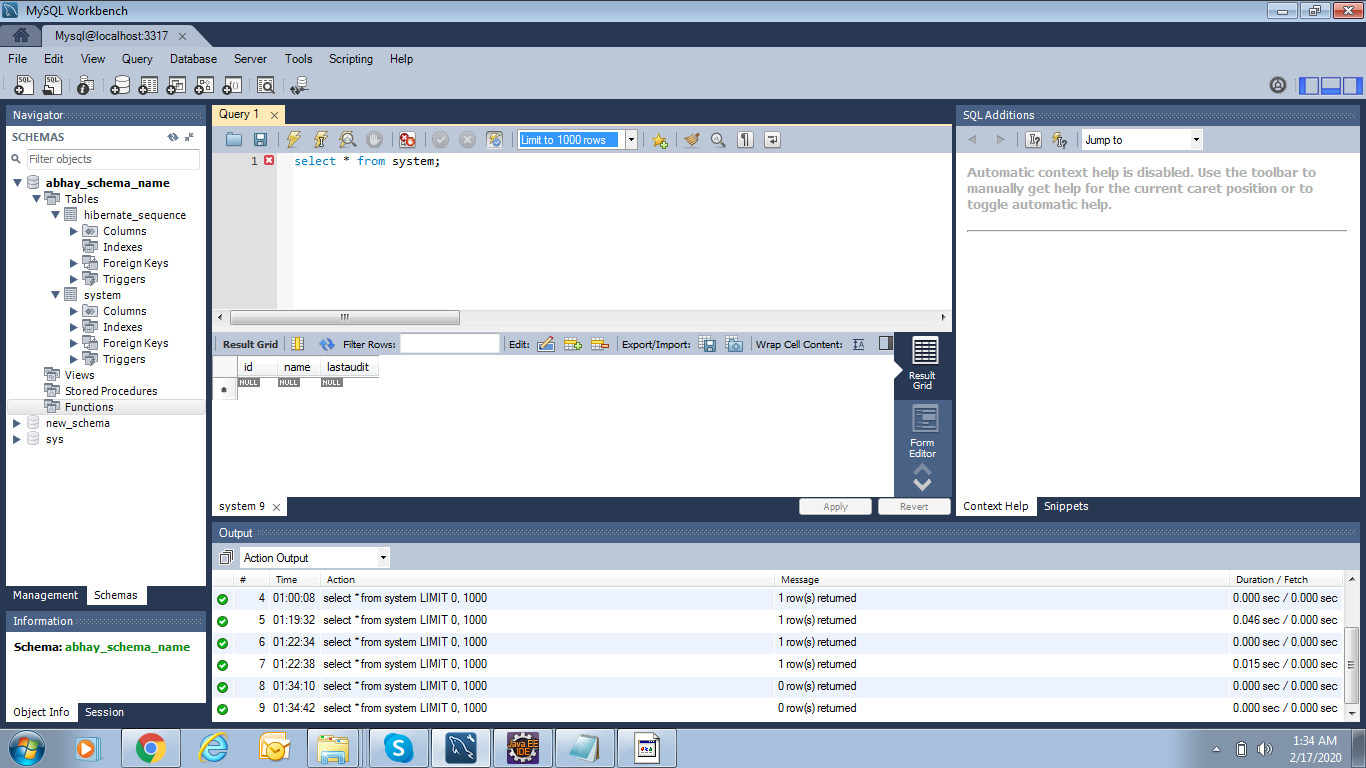 MySQL Workbench
Mysql@localhost:3317
File Edit View Query Database Server Tools Scripting Help
Navigator
SCHEMAS
Filter objects
abhay_schema_name
Tables
hibernate_sequence
Columns
Indexes
Foreign Keys
Triggers
system
Columns
Indexes
Foreign Keys
Triggers
Views
Stored Procedures
Functions
new_schema
sys
Management Schemas
Information
Schema: abhay_schema_name
Object Info Session
Query 1
Limit to 1000 rows
1 select * from system;
Result Grid Filter Rows: Edit: Export/Import: Wrap Cell Content:
id name lastaudit
NULL NULL NULL
Result Grid
Form Editor
system 9
Apply Revert
SQL Additions
Jump to
Automatic context help is disabled. Use the toolbar to
manually get help for the current caret position or to
toggle automatic help.
Context Help Snippets
Output
Action Output
# Time Action Message Duration / Fetch
4 01:00:08 select * from system LIMIT 0, 1000 1 row(s) returned 0.000 sec / 0.000 sec
5 01:19:32 select * from system LIMIT 0, 1000 1 row(s) returned 0.046 sec / 0.000 sec
6 01:22:34 select * from system LIMIT 0, 1000 1 row(s) returned 0.000 sec / 0.000 sec
7 01:22:38 select * from system LIMIT 0, 1000 1 row(s) returned 0.015 sec / 0.000 sec
8 01:34:10 select * from system LIMIT 0, 1000 0 row(s) returned 0.000 sec / 0.000 sec
9 01:34:42 select * from system LIMIT 0, 1000 0 row(s) returned 0.000 sec / 0.000 sec
Java EE
IDE
1:34 AM
2/17/2020